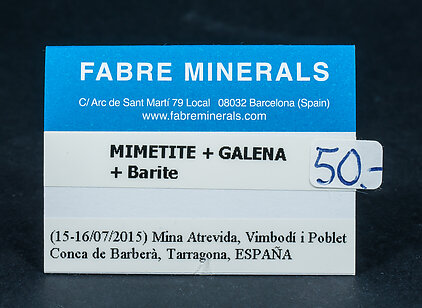 FABRE MINERALS
C/ Arc de Sant Martí 79 Local 08032 Barcelona (Spain)
www.fabreminerals.com
MIMETITE + GALENA
+ Barite
50.-
(15-16/07/2015) Mina Atrevida, Vimbodí i Poblet
Conca de Barberà, Tarragona, ESPAÑA